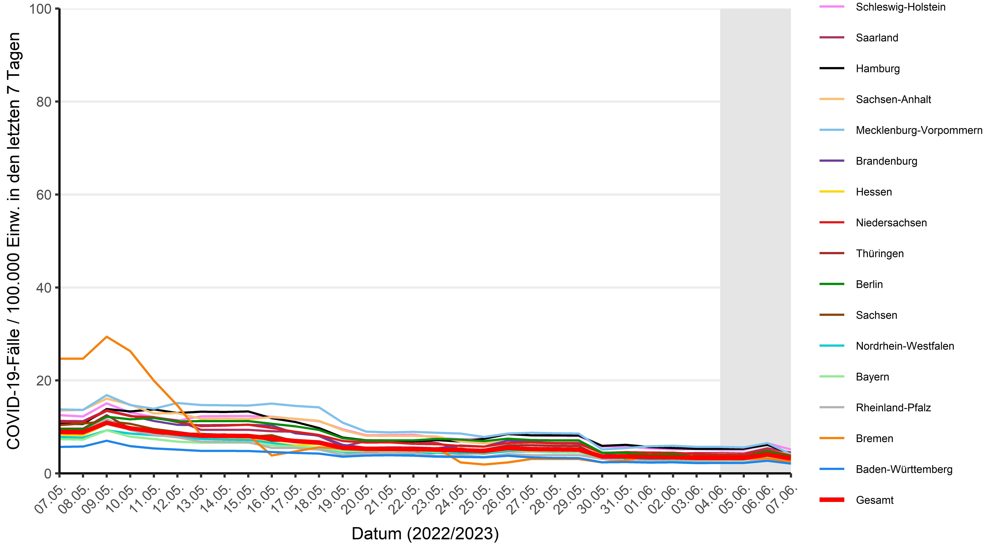 COVID-19-Fälle / 100.000 Einw. in den letzten 7 Tagen
100
80
60
40
20
0
07.05.
08.05.
09.05.
10.05.
11.05.
12.05.
13.05.
14.05.
15.05.
16.05.
17.05.
18.05.
19.05.
20.05.
21.05.
22.05.
23.05.
24.05.
25.05.
26.05.
27.05.
28.05.
29.05.
30.05.
31.05.
01.06.
02.06.
03.06.
04.06.
05.06.
06.06.
07.06.
Datum (2022/2023)
Schleswig-Holstein
Saarland
Hamburg
Sachsen-Anhalt
Mecklenburg-Vorpommern
Brandenburg
Hessen
Niedersachsen
Thüringen
Berlin
Sachsen
Nordrhein-Westfalen
Bayern
Rheinland-Pfalz
Bremen
Baden-Württemberg
Gesamt